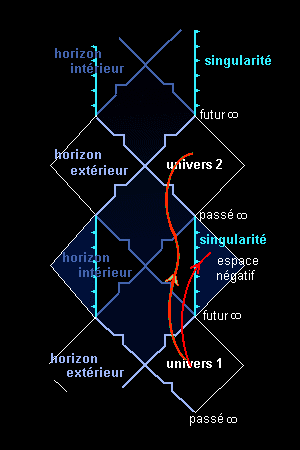 horizon
intérieur
singularité
futur ∞
horizon
extérieur
univers 2
passé ∞
singularité
horizon
intérieur
espace
négatif
futur ∞
horizon
extérieur
univers 1
passé ∞